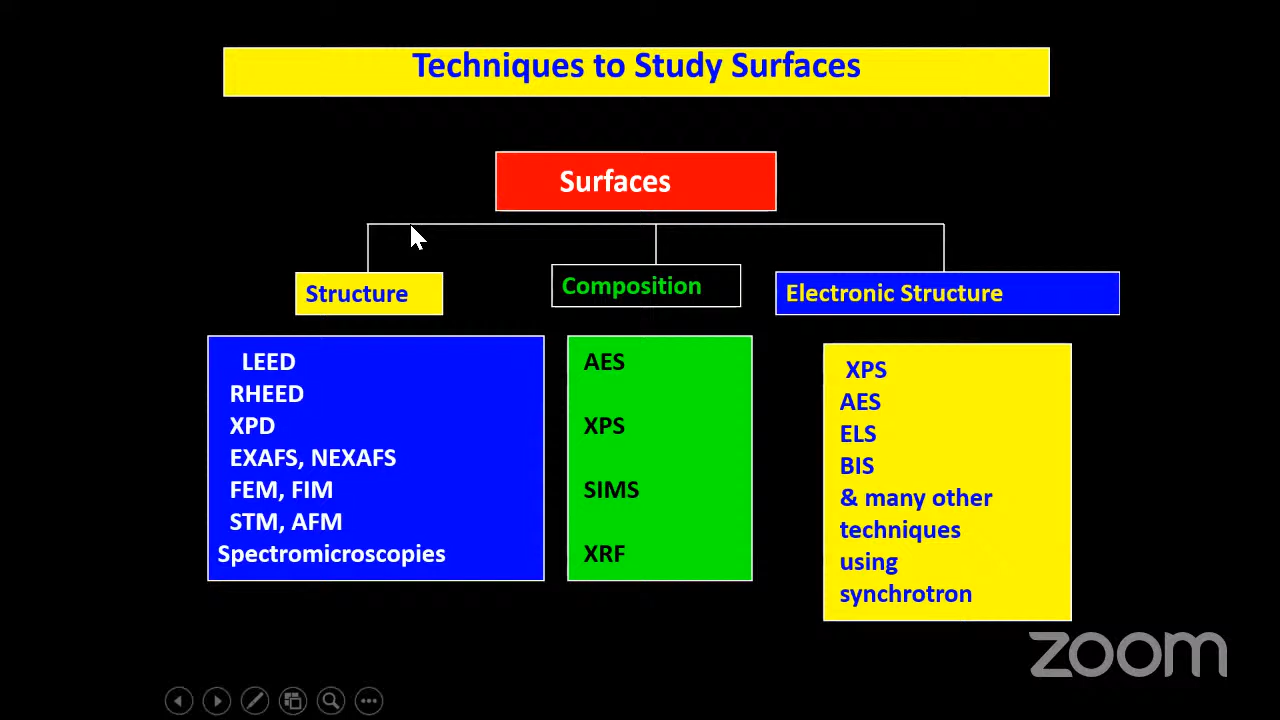 Techniques to Study Surfaces
Surfaces
Structure
Composition
Electronic Structure
LEED
RHEED
XPD
EXAFS, NEXAFS
FEM, FIM
STM, AFM
Spectromicroscopies
AES
XPS
SIMS
XRF
XPS
AES
ELS
BIS
& many other
techniques
using
synchrotron
zoom